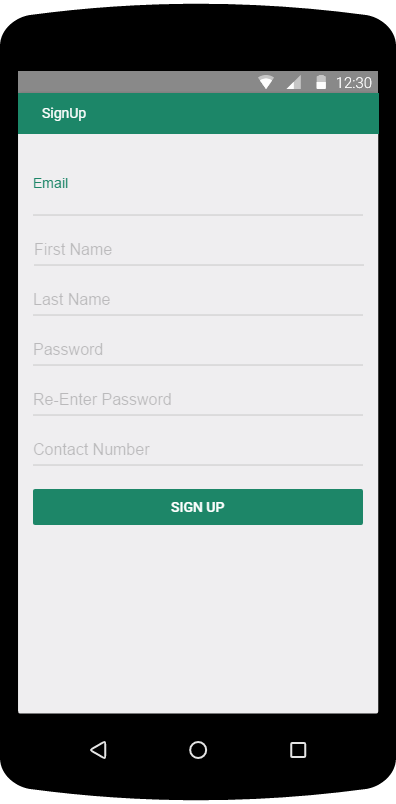 12:30
SignUp
Email
First Name
Last Name
Password
Re-Enter Password
Contact Number
SIGN UP